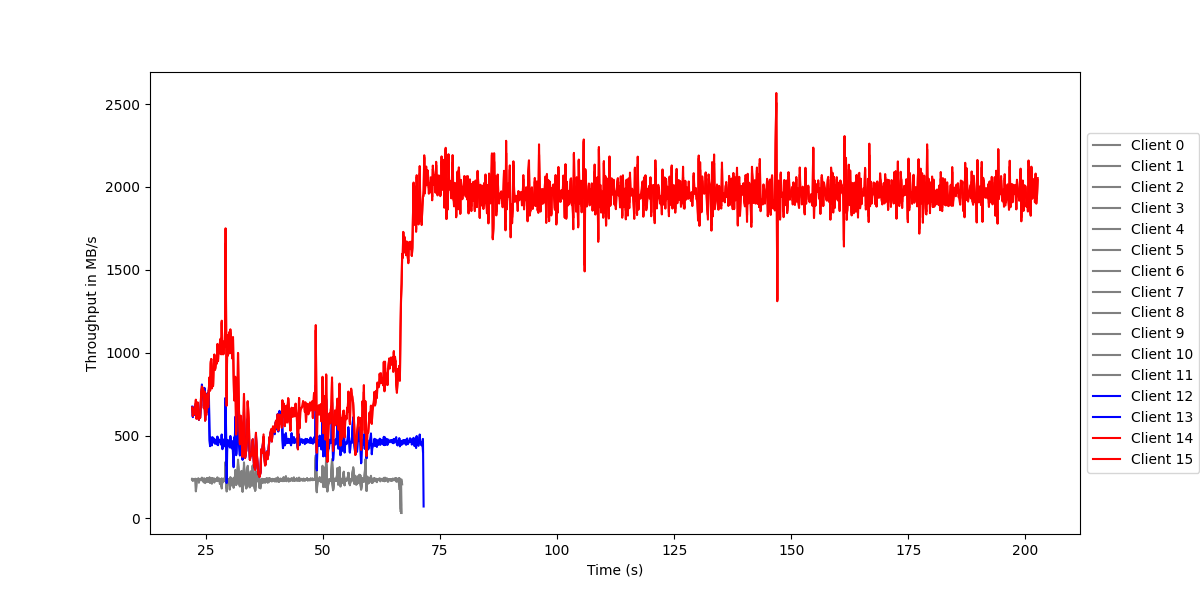 2500
2000
1500
1000
500
0
Throughput in MB/s
25 50 75 100 125 150 175 200
Time (s)
Client 0
Client 1
Client 2
Client 3
Client 4
Client 5
Client 6
Client 7
Client 8
Client 9
Client 10
Client 11
Client 12
Client 13
Client 14
Client 15